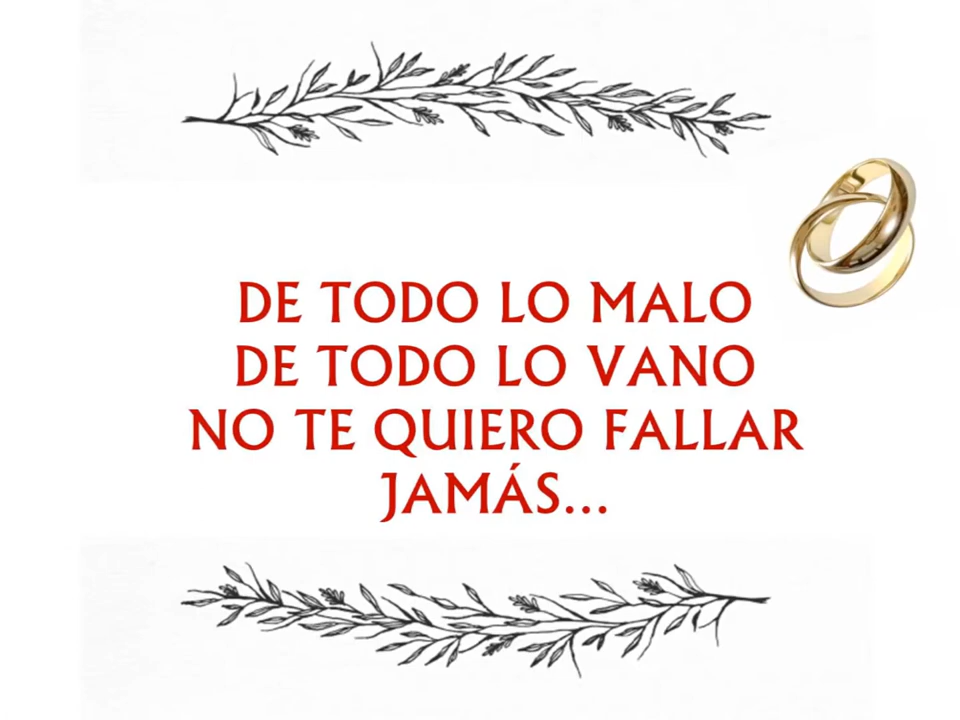 DE TODO LO MALO
DE TODO LO VANO
NO TE QUIERO FALLAR
JAMÁS...